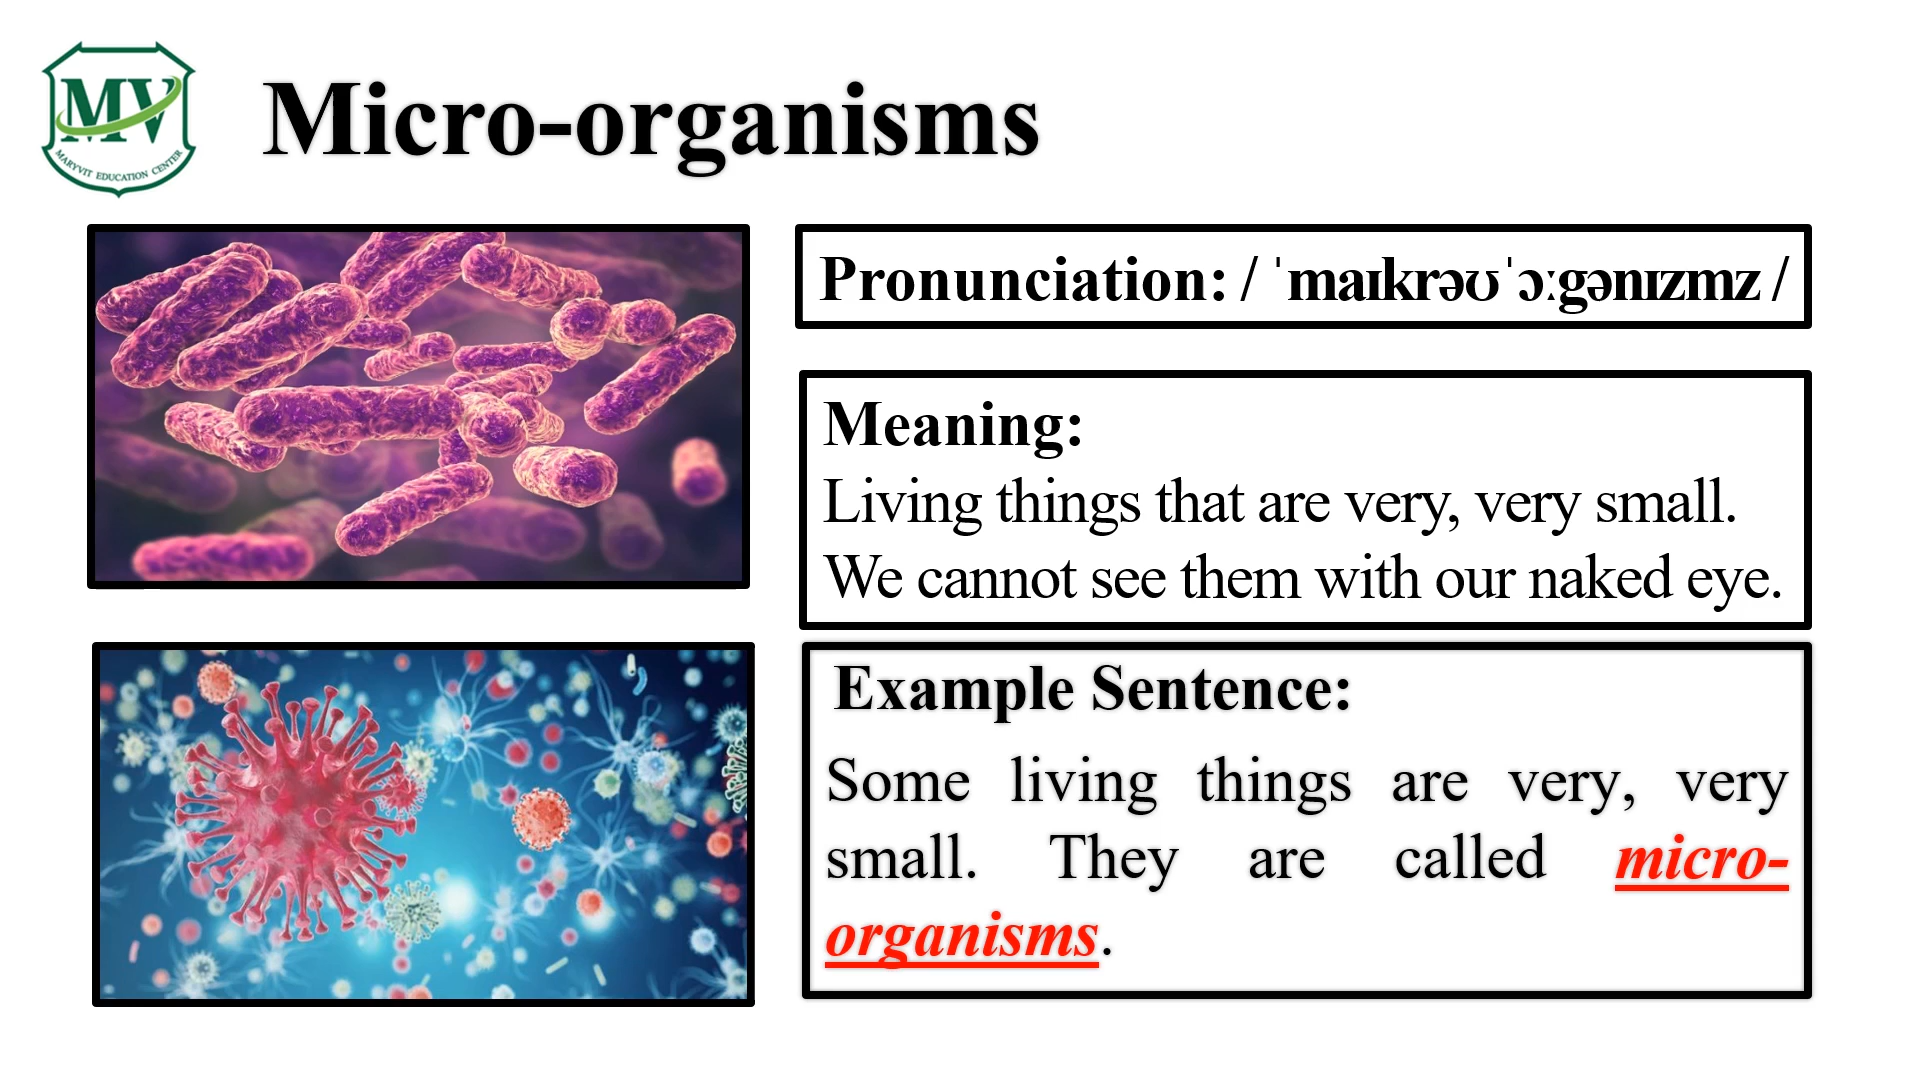 MV
MARYVIT EDUCATION CENTER
Micro-organisms
Pronunciation: / ˈmaɪkrəʊˈɔːgənɪzmz /
Meaning:
Living things that are very, very small.
We cannot see them with our naked eye.
Example Sentence:
Some living things are very, very
small. They are called micro-
organisms.